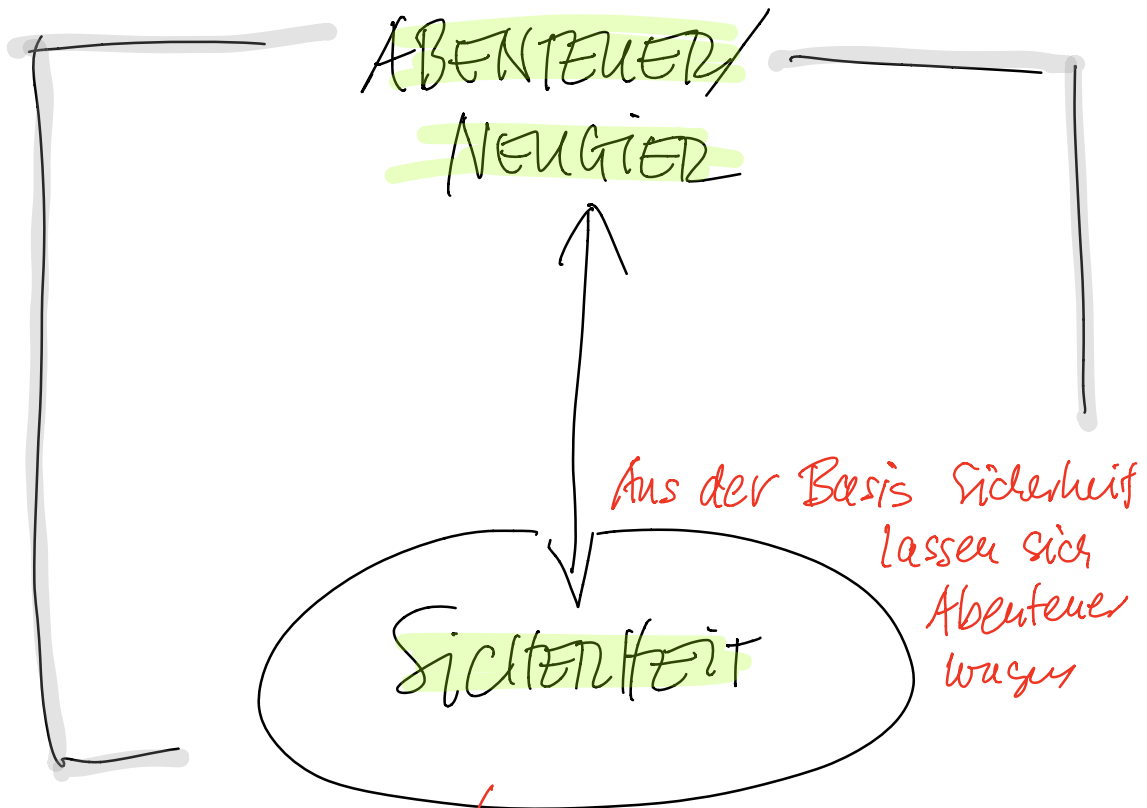 ABENTEUER/
NEUGIER
Aus der Basis Sicherheit
lassen sich
Abenteuer
wagen
SiCHERHEiT